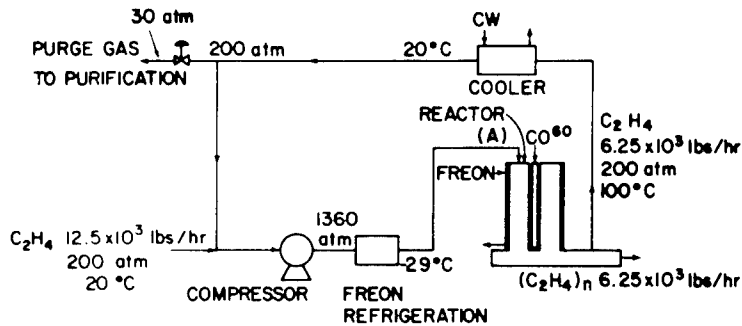 30 atm
PURGE GAS
TO PURIFICATION
200 atm
20°C
CW
COOLER
REACTOR
(A)
CO⁶⁰
FREON
C₂H₄
6.25x10³ lbs/hr
200 atm
100°C
C₂H₄ 12.5x10³ lbs/hr
200 atm
20°C
COMPRESSOR
1360
atm
FREON
REFRIGERATION
-29°C
(C₂H₄)n 6.25x10³ lbs/hr